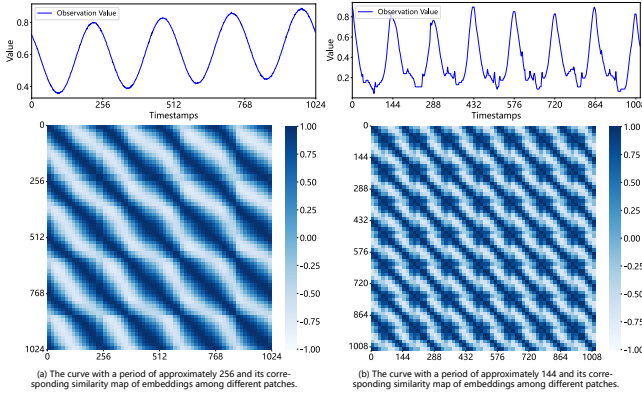 Observation Value
0.8
0.6
0.4
Value
0 256 512 768 1024
Timestamps
Observation Value
0.8
0.6
0.4
0.2
Value
0 144 288 432 576 720 864 1008
Timestamps
0
256
512
768
1024
0 256 512 768 1024
1.00
0.75
0.50
0.25
0.00
−0.25
−0.50
−0.75
−1.00
0
144
288
432
576
720
864
1008
0 144 288 432 576 720 864 1008
1.00
0.75
0.50
0.25
0.00
−0.25
−0.50
−0.75
−1.00
(a) The curve with a period of approximately 256 and its corre-
sponding similarity map of embeddings among different patches.
(b) The curve with a period of approximately 144 and its corre-
sponding similarity map of embeddings among different patches.